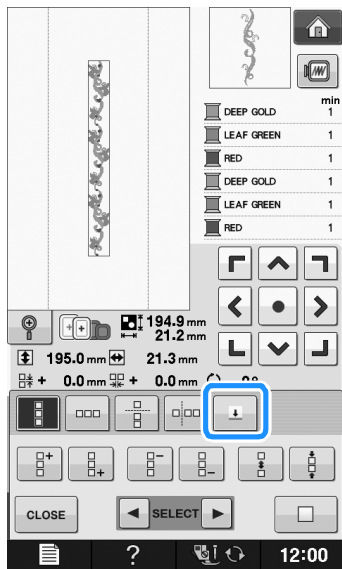 min
DEEP GOLD 1
LEAF GREEN 1
RED 1
DEEP GOLD 1
LEAF GREEN 1
RED 1
194.9 mm
21.2 mm
195.0 mm 21.3 mm
+ 0.0 mm + 0.0 mm
CLOSE SELECT
? 12:00